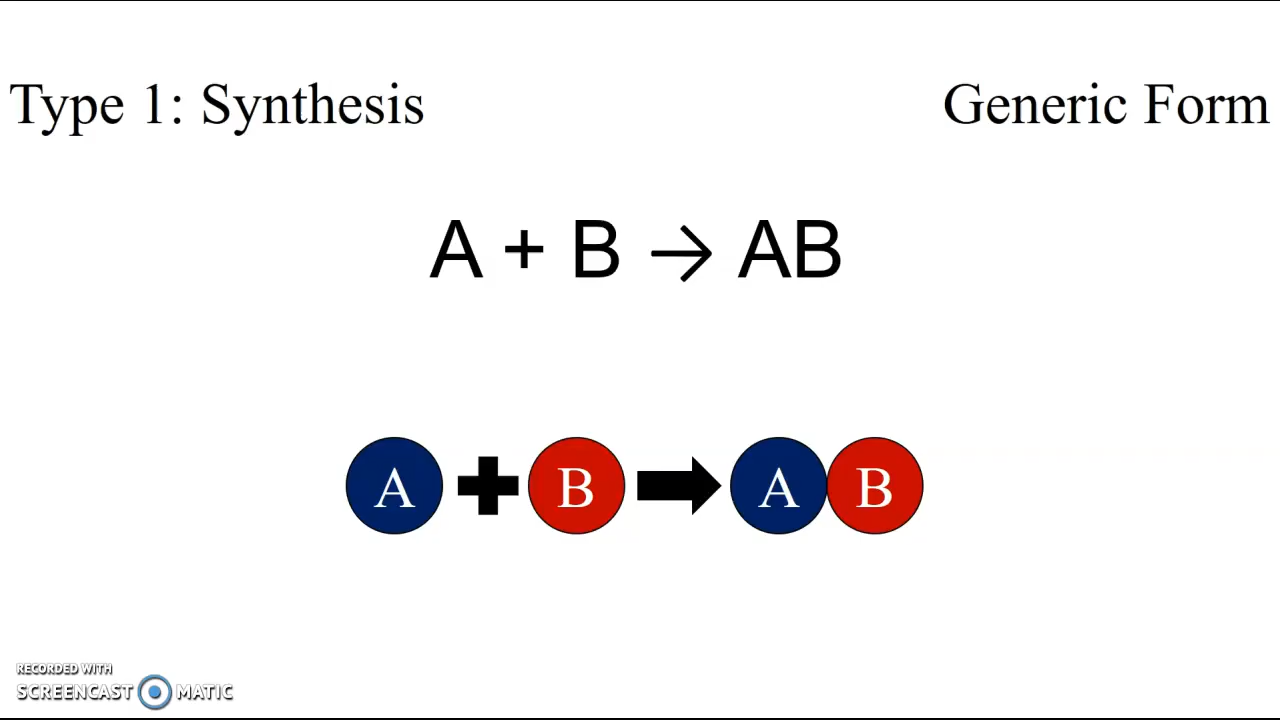 Type 1: Synthesis Generic Form
A + B → AB
A B A B
RECORDED WITH
SCREENCAST MATIC